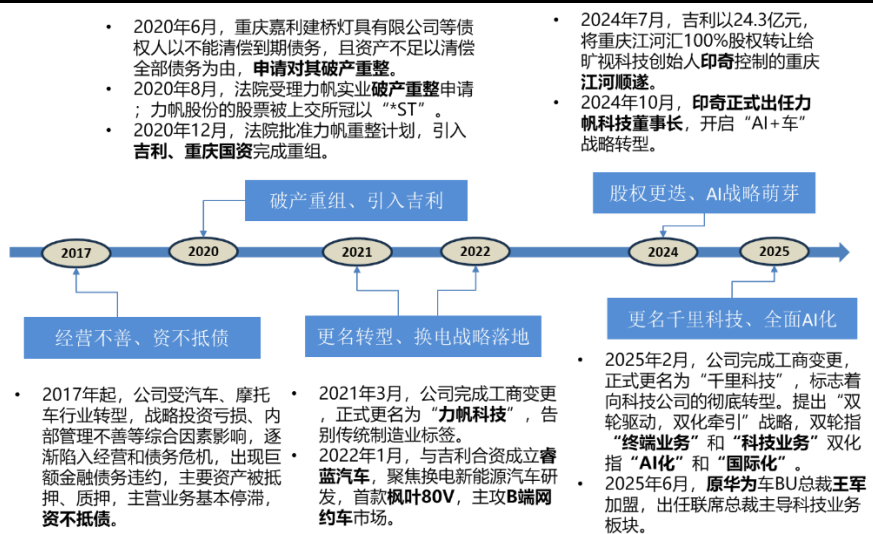 • 2020年6月，重庆嘉利建桥灯具有限公司等债
权人以不能清偿到期债务，且资产不足以清偿
全部债务为由，申请对其破产重整。
• 2020年8月，法院受理力帆实业破产重整申请
；力帆股份的股票被上交所冠以“*ST”。
• 2020年12月，法院批准力帆重整计划，引入
吉利、重庆国资完成重组。
• 2024年7月，吉利以24.3亿元，
将重庆江河汇100%股权转让给
旷视科技创始人印奇控制的重庆
江河顺遂。
• 2024年10月，印奇正式出任力
帆科技董事长，开启“AI+车”
战略转型。
破产重组、引入吉利
股权更迭、AI战略萌芽
2017
2020
2021
2022
2024
2025
经营不善、资不抵债
更名转型、换电战略落地
更名千里科技、全面AI化
• 2017年起，公司受汽车、摩托
车行业转型，战略投资亏损、内
部管理不善等综合因素影响，逐
渐陷入经营和债务危机，出现巨
额金融债务违约，主要资产被抵
押、质押，主营业务基本停滞，
资不抵债。
• 2021年3月，公司完成工商变更
，正式更名为“力帆科技”，告
别传统制造业标签。
• 2022年1月，与吉利合资成立睿
蓝汽车，聚焦换电新能源汽车研
发，首款枫叶80V，主攻B端网
约车市场。
• 2025年2月，公司完成工商变更，
正式更名为“千里科技”，标志着
向科技公司的彻底转型。提出“双
轮驱动，双化牵引”战略，双轮指
“终端业务”和“科技业务”双化
指“AI化”和“国际化”。
• 2025年6月，原华为车BU总裁王军
加盟，出任联席总裁主导科技业务
板块。